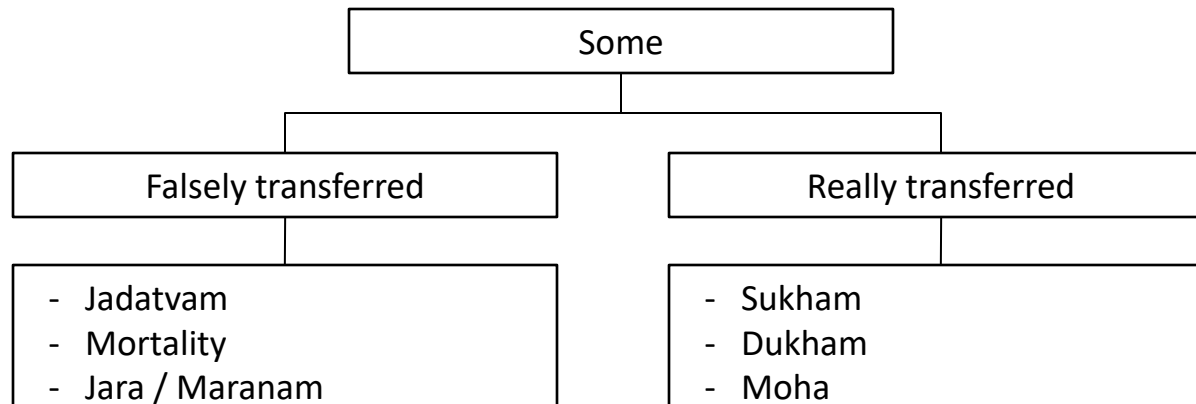 Some
Falsely transferred
Really transferred
- Jadatvam
- Mortality
- Jara / Maranam
- Sukham
- Dukham
- Moha